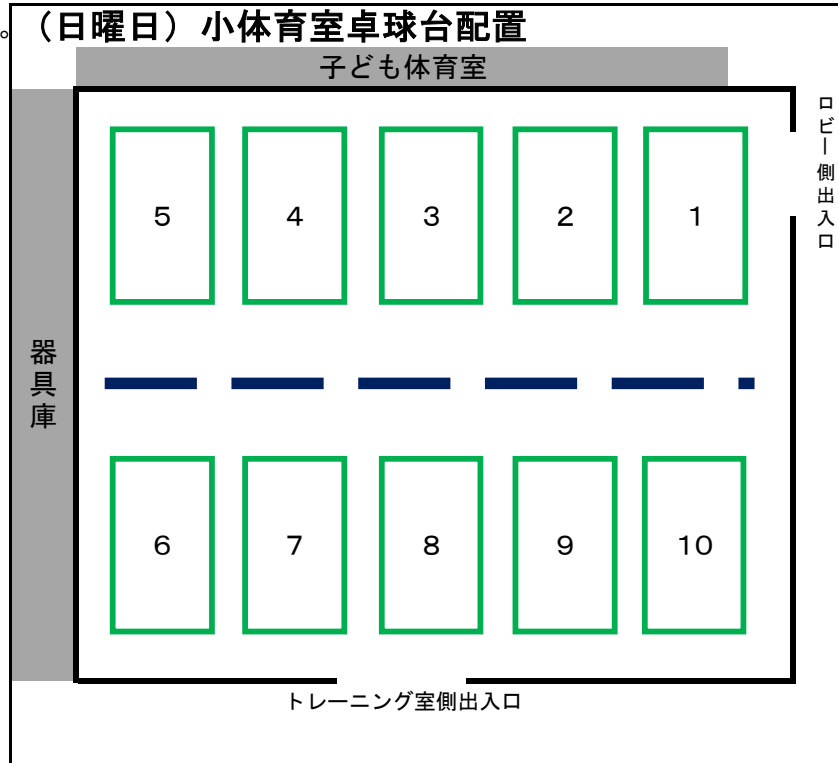 。（日曜日）小体育室卓球台配置
子ども体育室
ロビー側出入口
５ ４ ３ ２ １
器具庫
６ ７ ８ ９ １０
トレーニング室側出入口